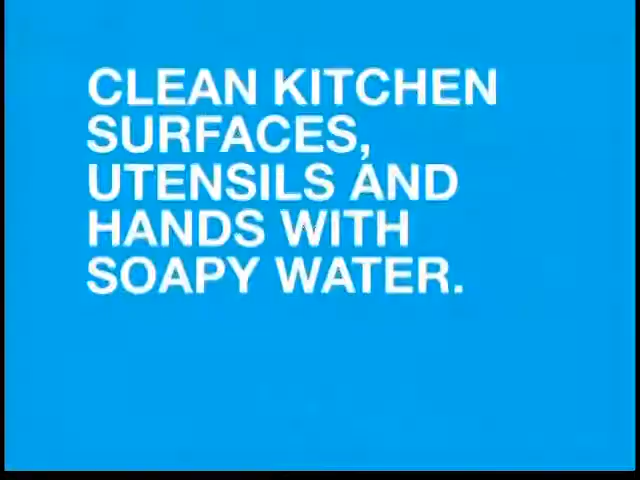 CLEAN KITCHEN
SURFACES,
UTENSILS AND
HANDS WITH
SOAPY WATER.